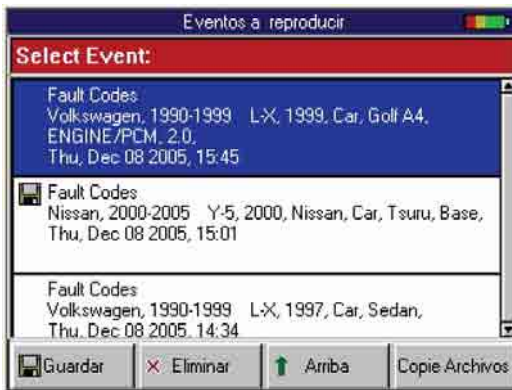 Eventos a reproducir
Select Event:
Fault Codes
Volkswagen, 1990-1999 L-X, 1999, Car, Golf A4,
ENGINE/PCM, 2.0,
Thu, Dec 08 2005, 15:45
Fault Codes
Nissan, 2000-2005 Y-5, 2000, Nissan, Car, Tsuru, Base,
Thu, Dec 08 2005, 15:01
Fault Codes
Volkswagen, 1990-1999 L-X, 1997, Car, Sedan,
Thu, Dec 08 2005, 14:34
Guardar
Eliminar
Arriba
Copie Archivos